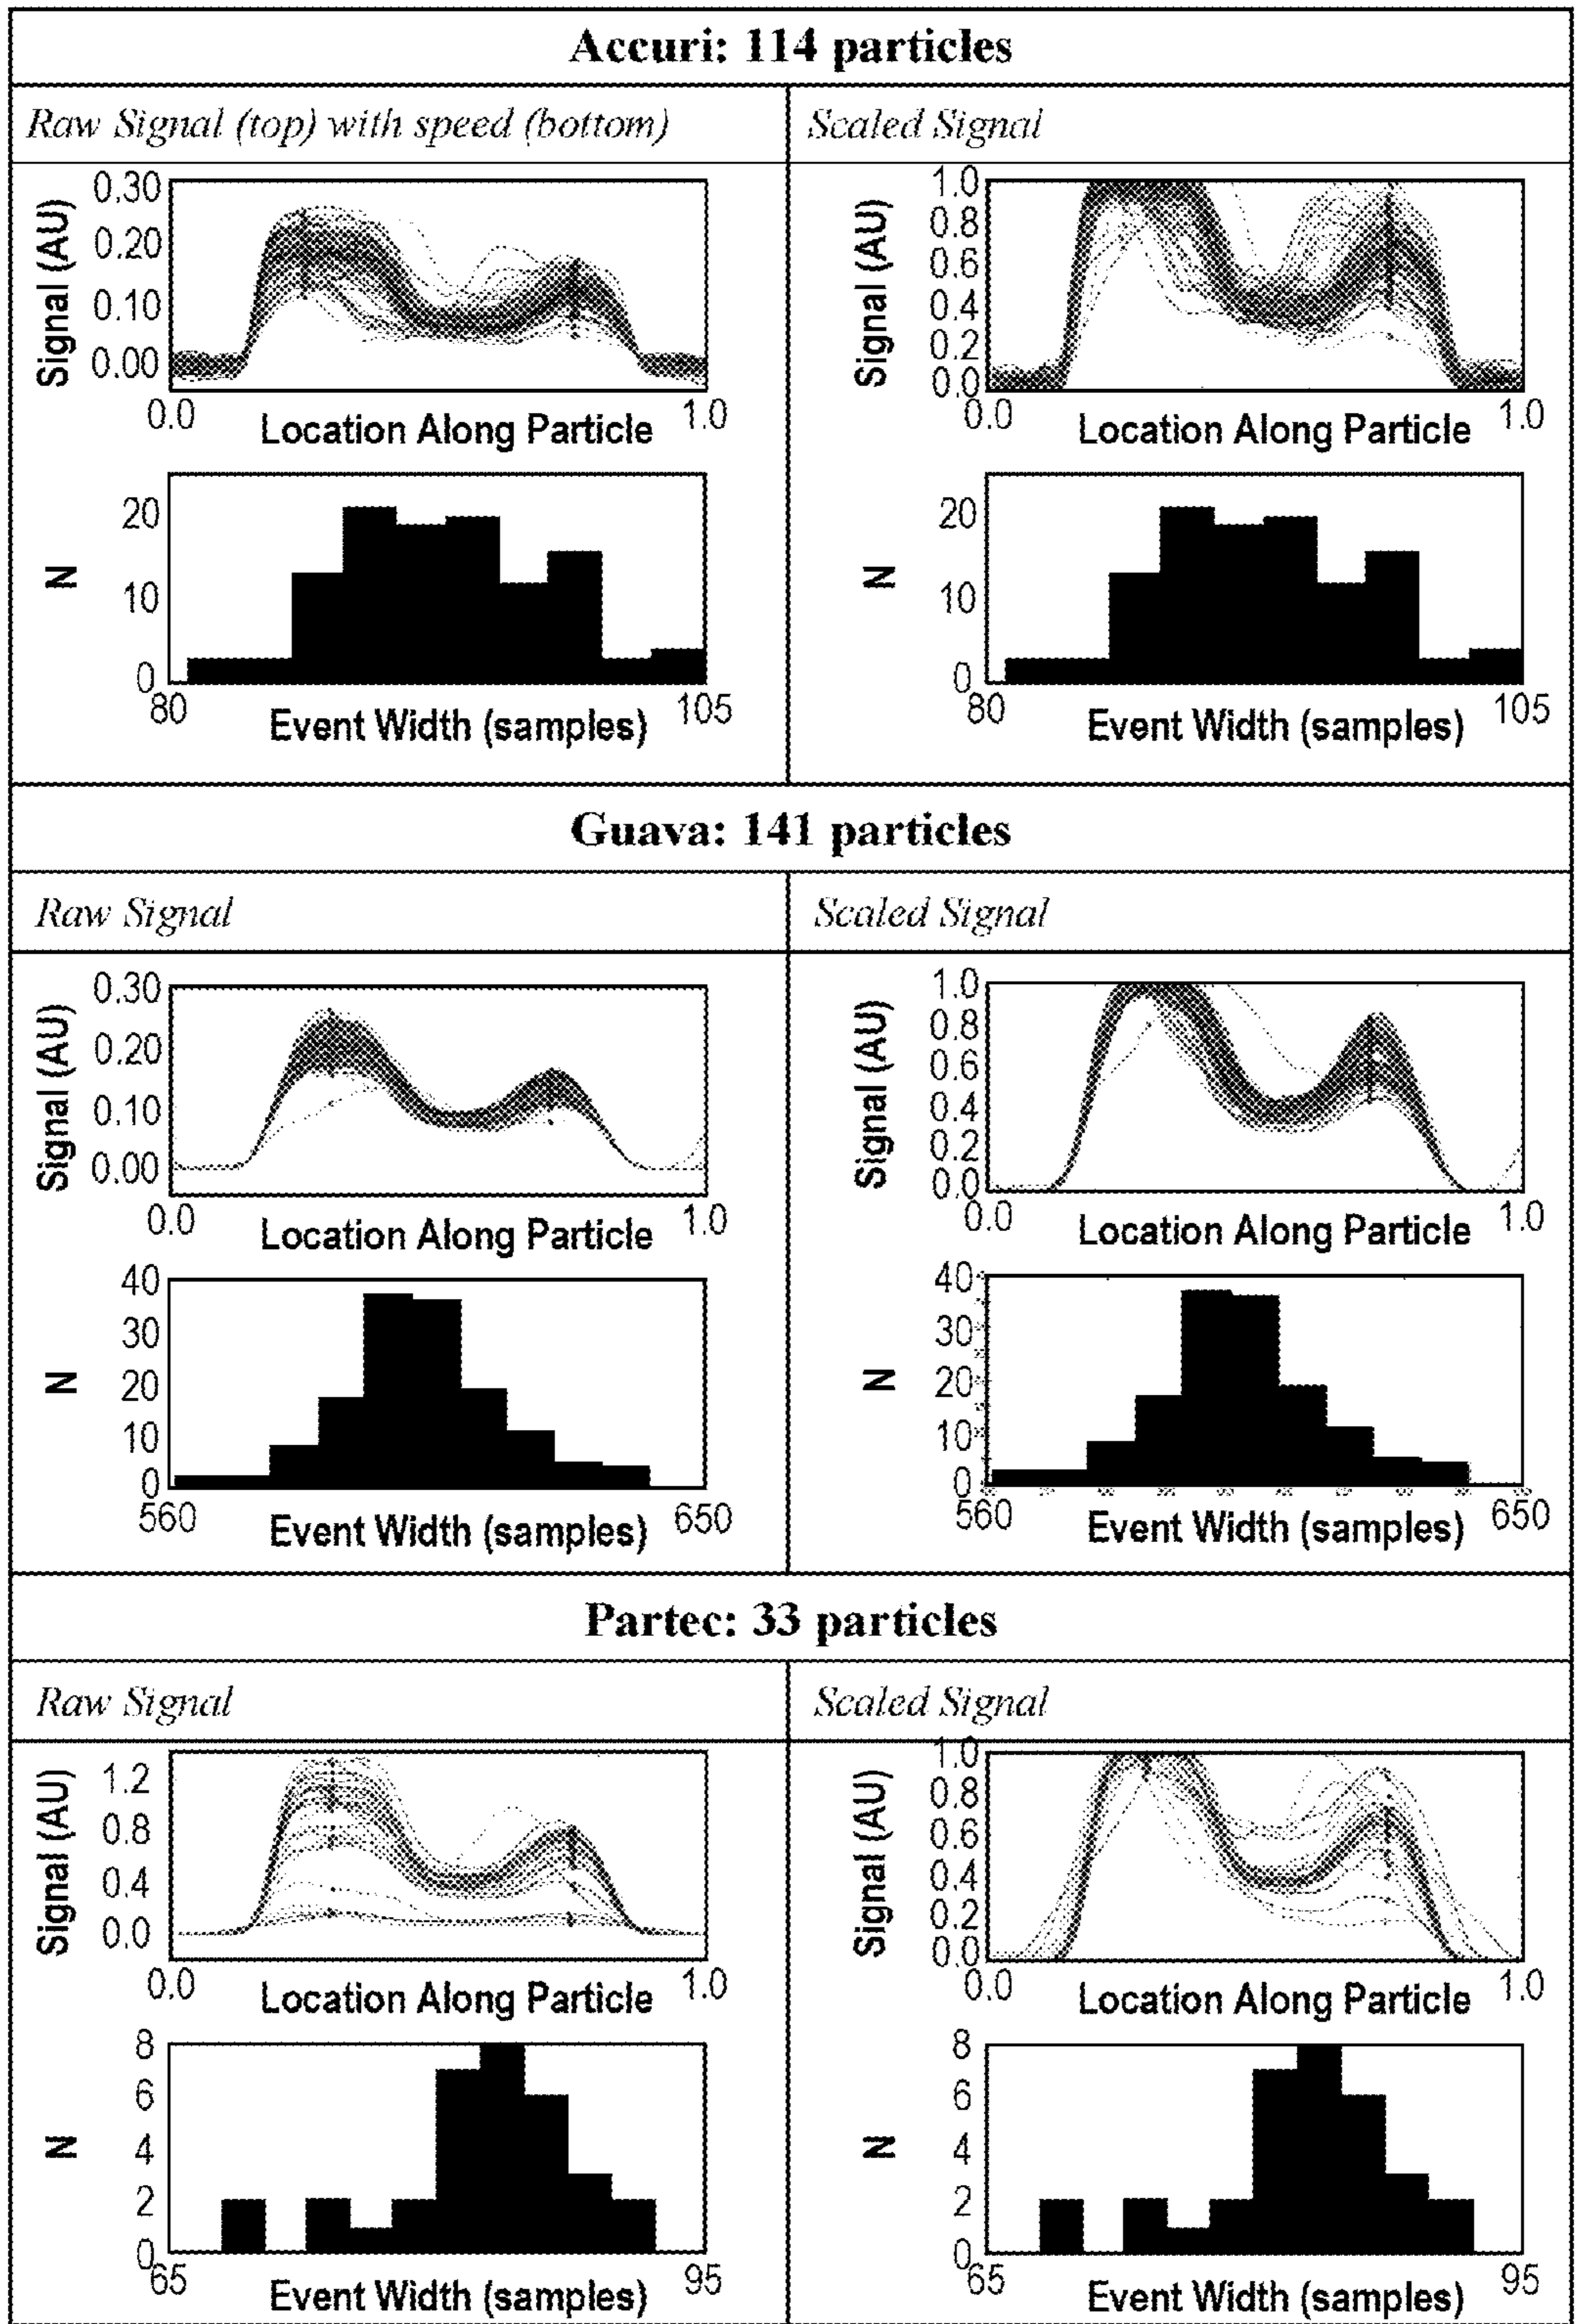 Accuri: 114 particles
Raw Signal (top) with speed (bottom)
Scaled Signal
Signal (AU)
0.30
0.20
0.10
0.00
0.0
Location Along Particle
1.0
Signal (AU)
1.0
0.8
0.6
0.4
0.2
0.0
0.0
Location Along Particle
1.0
N
20
10
0
80
Event Width (samples)
105
N
20
10
0
80
Event Width (samples)
105
Guava: 141 particles
Raw Signal
Scaled Signal
Signal (AU)
0.30
0.20
0.10
0.00
0.0
Location Along Particle
1.0
Signal (AU)
1.0
0.8
0.6
0.4
0.2
0.0
0.0
Location Along Particle
1.0
N
40
30
20
10
0
560
Event Width (samples)
650
N
40
30
20
10
0
560
Event Width (samples)
650
Partec: 33 particles
Raw Signal
Scaled Signal
Signal (AU)
1.2
0.8
0.4
0.0
0.0
Location Along Particle
1.0
Signal (AU)
1.0
0.8
0.6
0.4
0.2
0.0
0.0
Location Along Particle
1.0
N
8
6
4
2
0
65
Event Width (samples)
95
N
8
6
4
2
0
65
Event Width (samples)
95